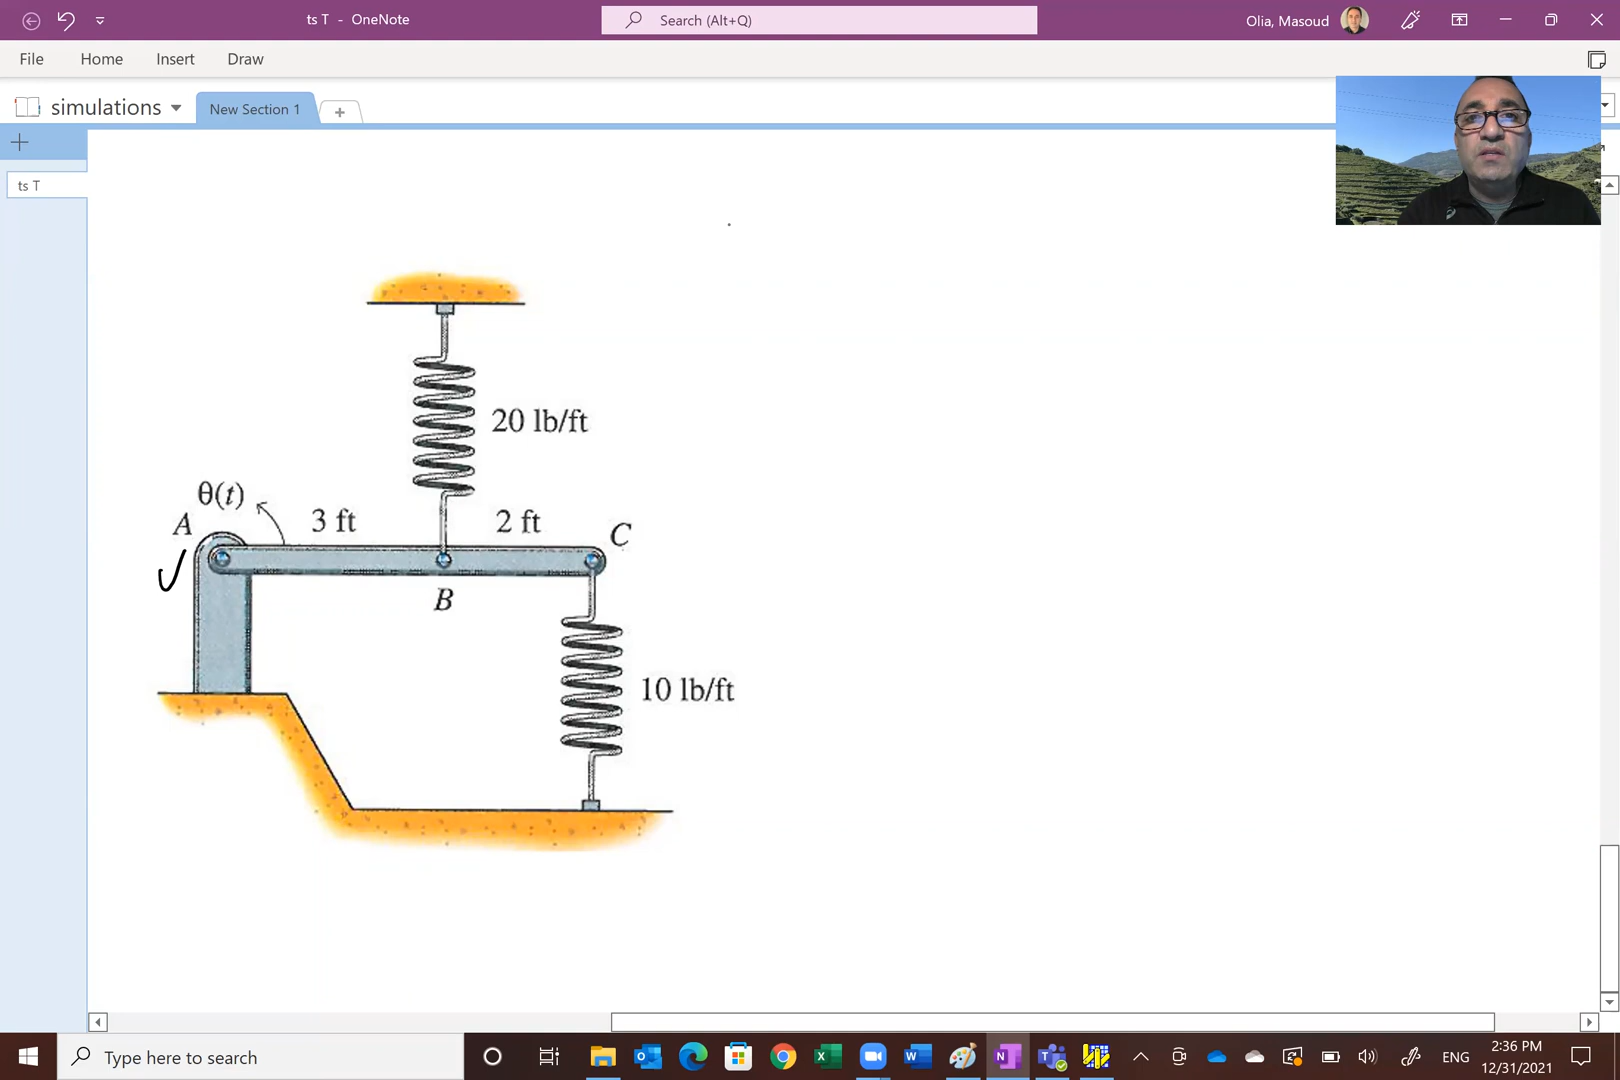 ts T - OneNote
Search (Alt+Q)
Olia, Masoud
File Home Insert Draw
simulations
New Section 1
ts T
20 lb/ft
θ(t)
A
3 ft
2 ft
C
B
10 lb/ft
Type here to search
ENG
2:36 PM
12/31/2021